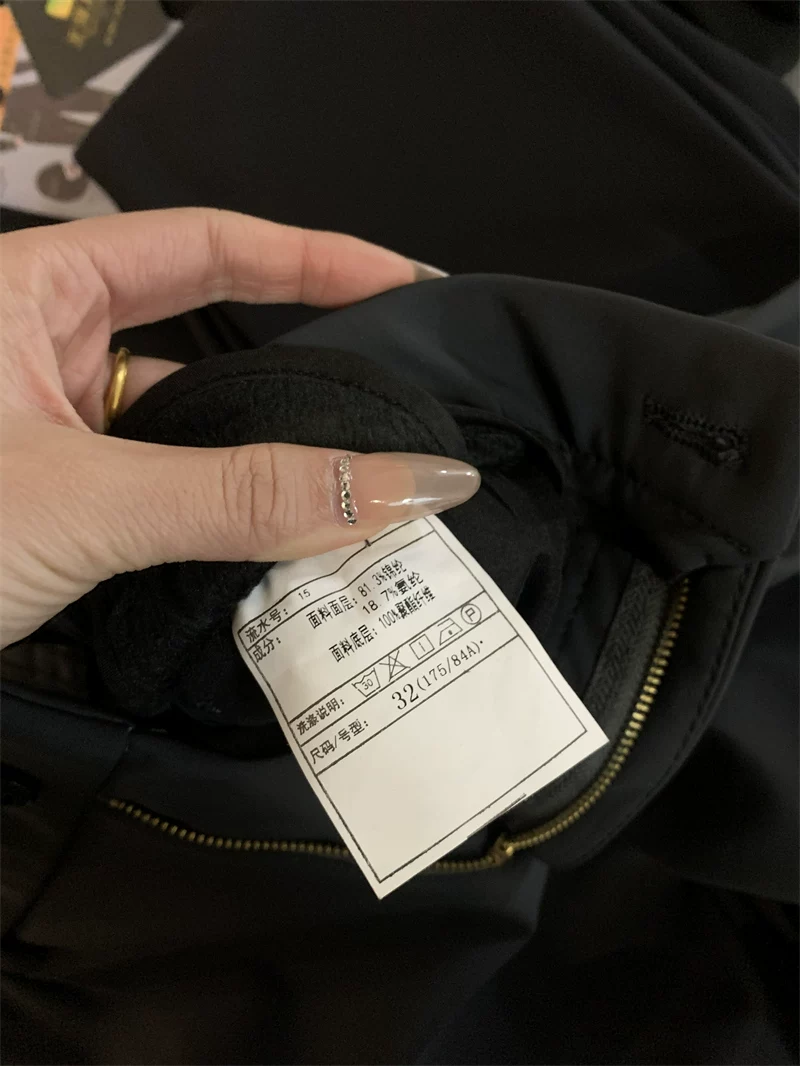 流水号: 15
成分: 面料面层: 81.3%锦纶
18.7%氨纶
面料底层: 100%聚酯纤维
洗涤说明: 30 P
尺码/号型: 32(175/84A).